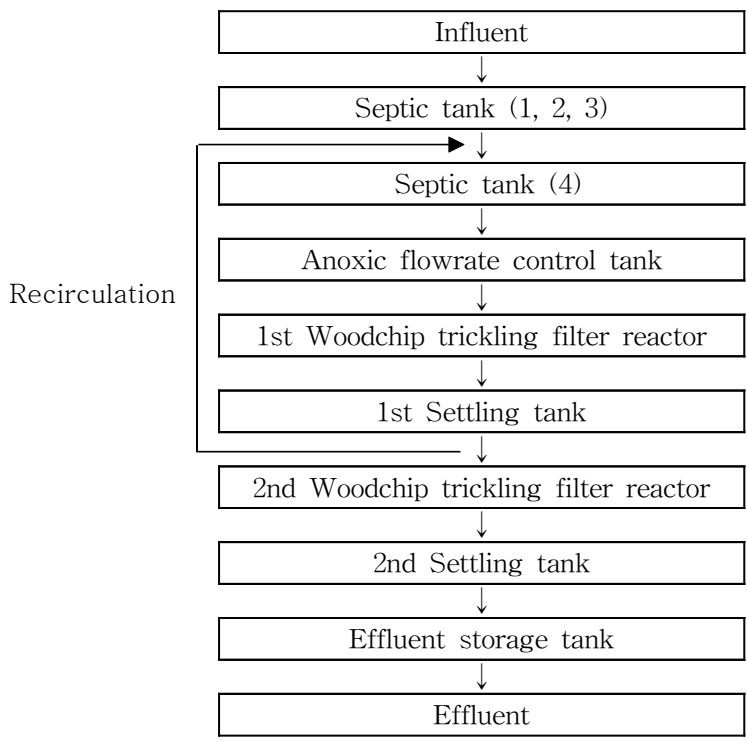 Influent
Septic tank (1, 2, 3)
Septic tank (4)
Anoxic flowrate control tank
Recirculation
1st Woodchip trickling filter reactor
1st Settling tank
2nd Woodchip trickling filter reactor
2nd Settling tank
Effluent storage tank
Effluent